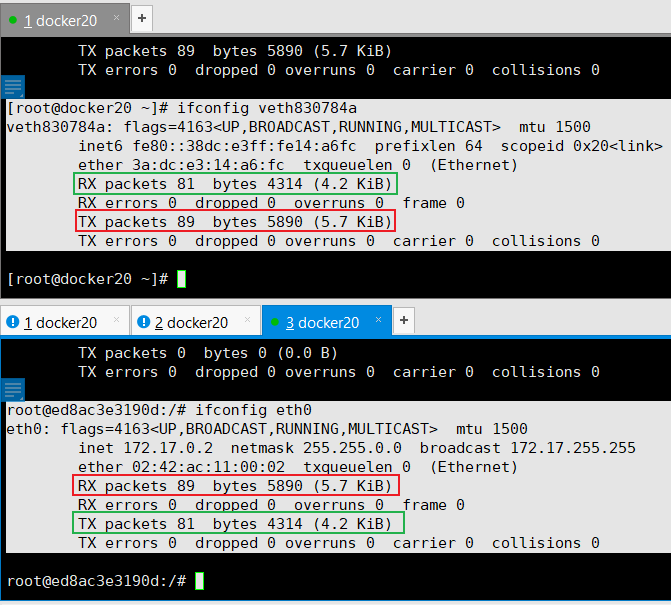 1 docker20 × +
TX packets 89 bytes 5890 (5.7 KiB)
TX errors 0 dropped 0 overruns 0 carrier 0 collisions 0
[root@docker20 ~]# ifconfig veth830784a
veth830784a: flags=4163<UP,BROADCAST,RUNNING,MULTICAST> mtu 1500
inet6 fe80::38dc:e3ff:fe14:a6fc prefixlen 64 scopeid 0x20<link>
ether 3a:dc:e3:14:a6:fc txqueuelen 0 (Ethernet)
RX packets 81 bytes 4314 (4.2 KiB)
RX errors 0 dropped 0 overruns 0 frame 0
TX packets 89 bytes 5890 (5.7 KiB)
TX errors 0 dropped 0 overruns 0 carrier 0 collisions 0
[root@docker20 ~]#
1 docker20 × 2 docker20 × 3 docker20 × +
TX packets 0 bytes 0 (0.0 B)
TX errors 0 dropped 0 overruns 0 carrier 0 collisions 0
root@ed8ac3e3190d:/# ifconfig eth0
eth0: flags=4163<UP,BROADCAST,RUNNING,MULTICAST> mtu 1500
inet 172.17.0.2 netmask 255.255.0.0 broadcast 172.17.255.255
ether 02:42:ac:11:00:02 txqueuelen 0 (Ethernet)
RX packets 89 bytes 5890 (5.7 KiB)
RX errors 0 dropped 0 overruns 0 frame 0
TX packets 81 bytes 4314 (4.2 KiB)
TX errors 0 dropped 0 overruns 0 carrier 0 collisions 0
root@ed8ac3e3190d:/#